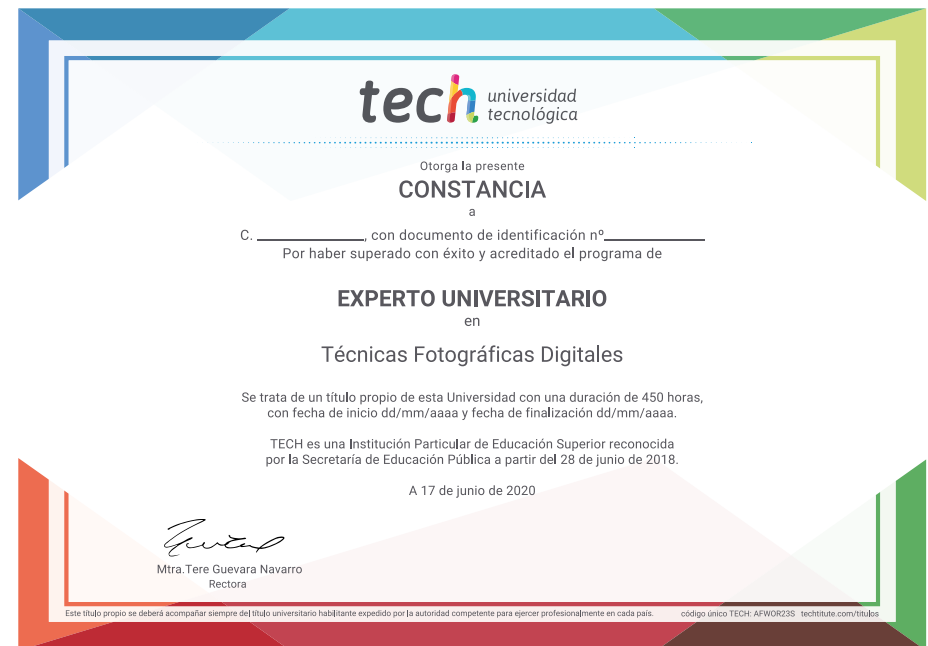 tech universidad
tecnológica
Otorga la presente
CONSTANCIA
a
C. ____________, con documento de identificación nº____________
Por haber superado con éxito y acreditado el programa de
EXPERTO UNIVERSITARIO
en
Técnicas Fotográficas Digitales
Se trata de un título propio de esta Universidad con una duración de 450 horas,
con fecha de inicio dd/mm/aaaa y fecha de finalización dd/mm/aaaa.
TECH es una Institución Particular de Educación Superior reconocida
por la Secretaría de Educación Pública a partir del 28 de junio de 2018.
A 17 de junio de 2020
Mtra.Tere Guevara Navarro
Rectora
Este título propio se deberá acompañar siempre del título universitario habilitante expedido por la autoridad competente para ejercer profesionalmente en cada país. código único TECH: AFWOR23S techtitute.com/titulos